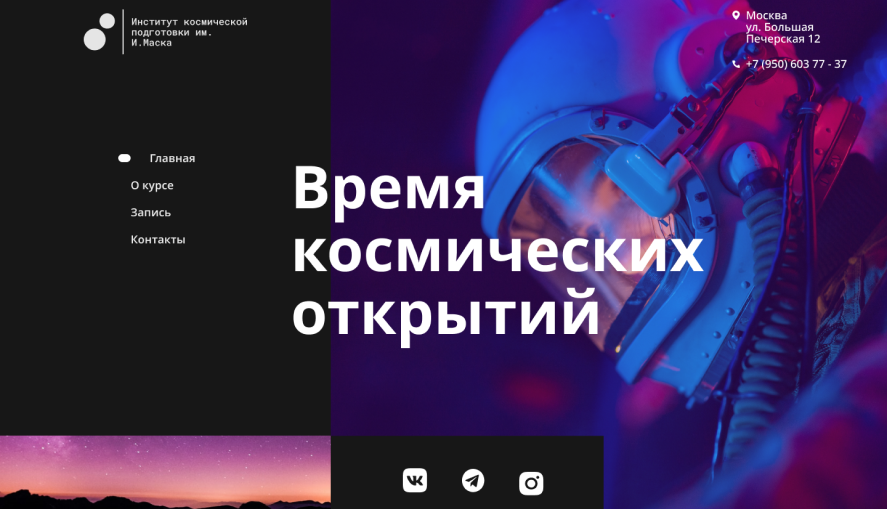 Институт космической
подготовки им.
И.Маска
Москва
ул. Большая
Печерская 12
+7 (950) 603 77 - 37
Главная
О курсе
Запись
Контакты
Время
космических
открытий